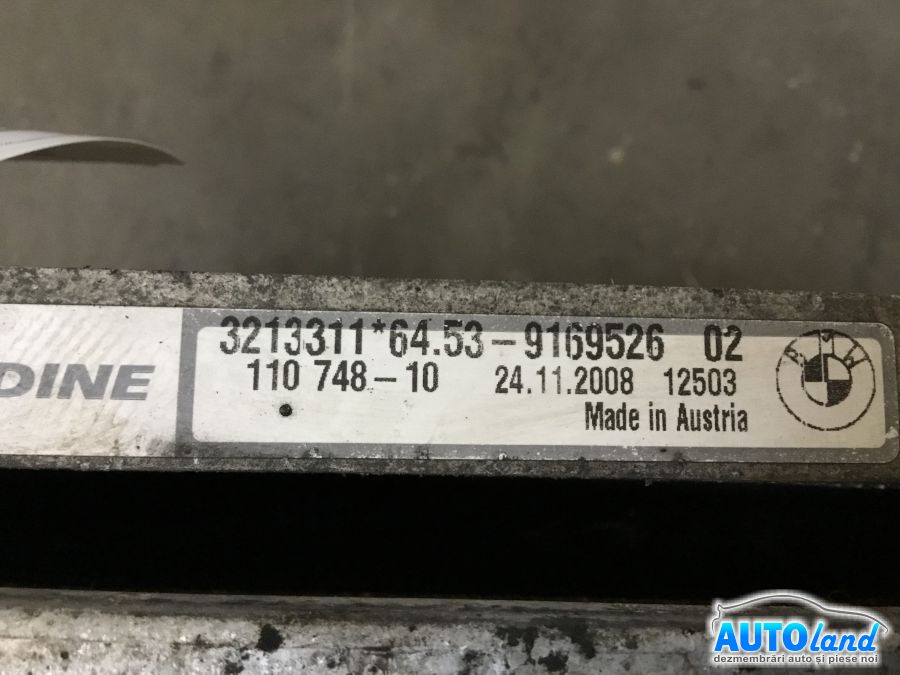 DINE
3213311*64.53-9169526 02
110 748-10 24.11.2008 12503
Made in Austria
BMW
AUTOland
dezmembrări auto și piese noi